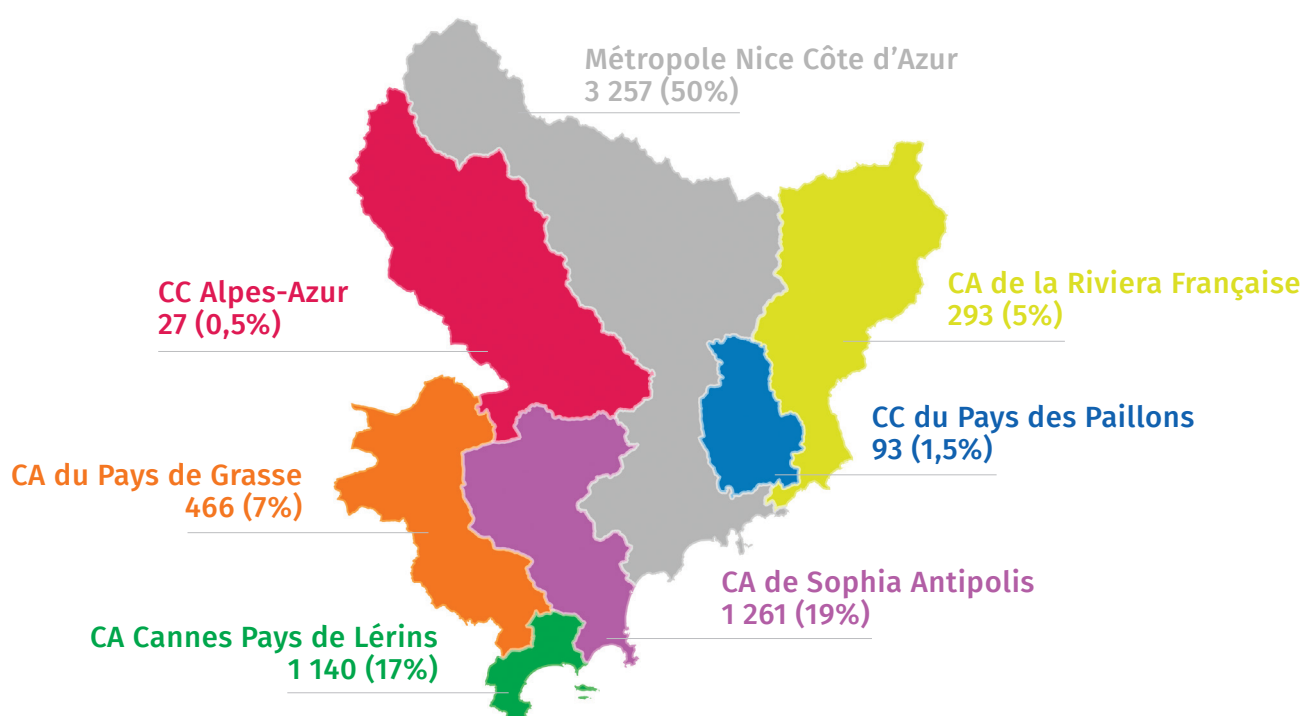 Métropole Nice Côte d’Azur
3 257 (50%)
CC Alpes-Azur
27 (0,5%)
CA de la Riviera Française
293 (5%)
CC du Pays des Paillons
93 (1,5%)
CA du Pays de Grasse
466 (7%)
CA de Sophia Antipolis
1 261 (19%)
CA Cannes Pays de Lérins
1 140 (17%)